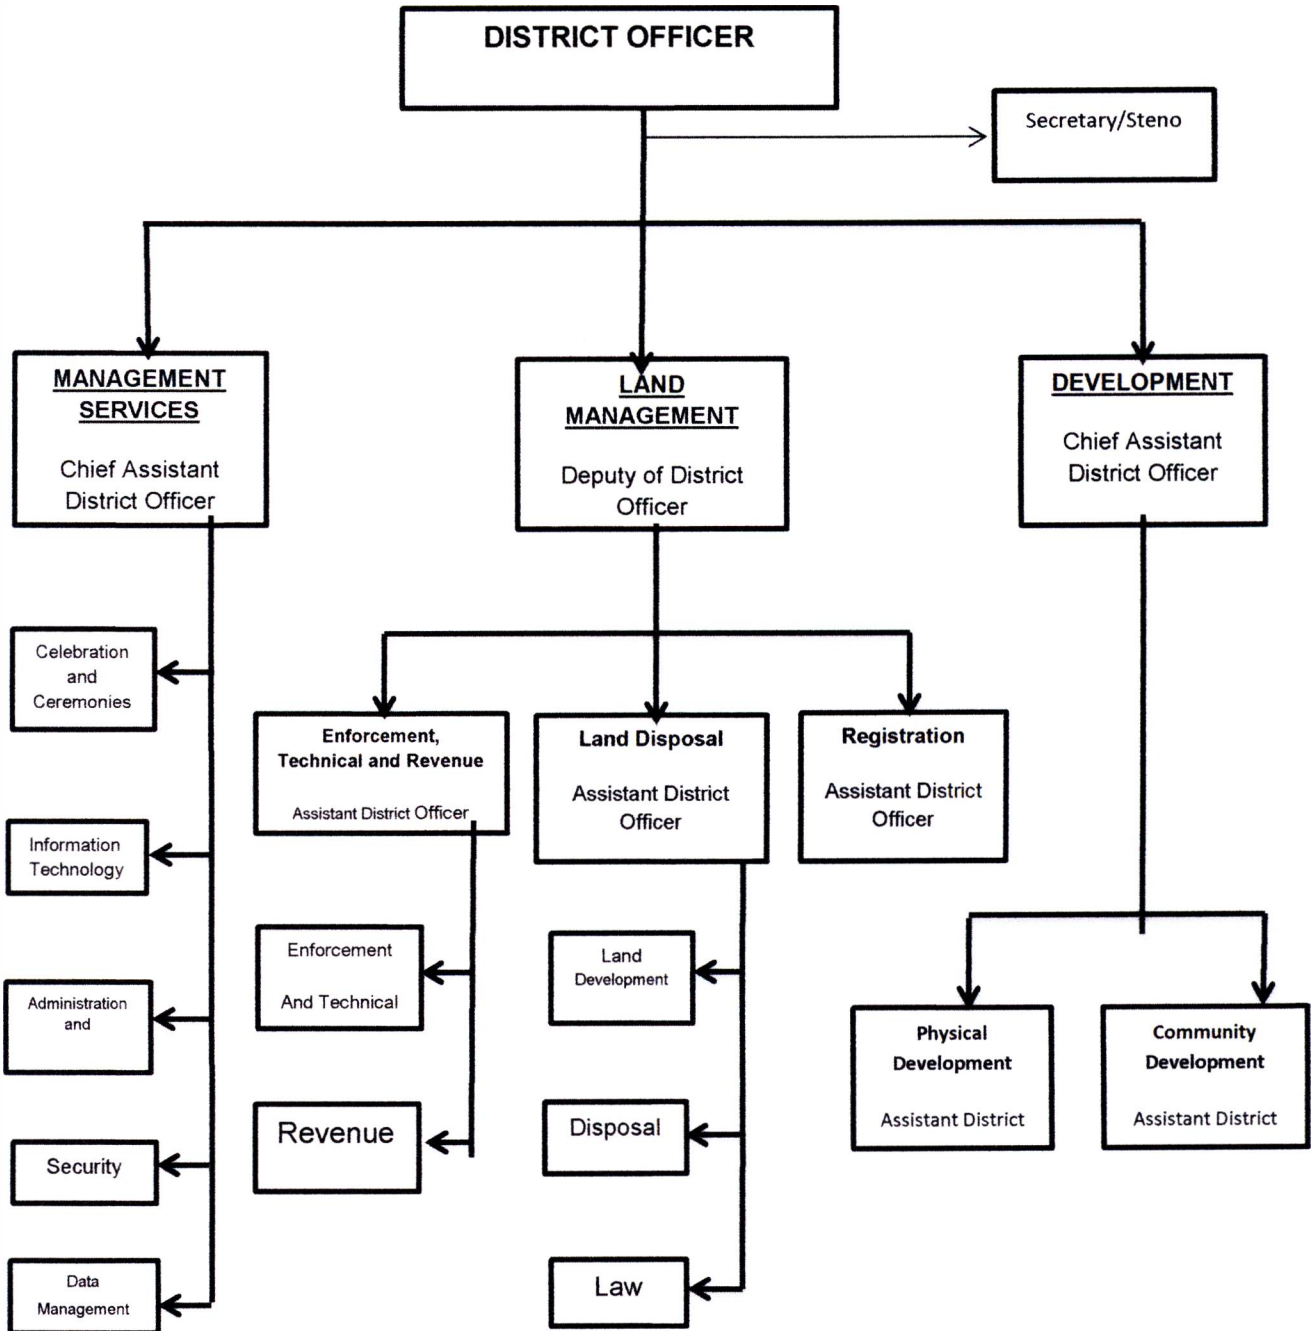 DISTRICT OFFICER
Secretary/Steno
MANAGEMENT
SERVICES
Chief Assistant
District Officer
LAND
MANAGEMENT
Deputy of District
Officer
DEVELOPMENT
Chief Assistant
District Officer
Celebration
and
Ceremonies
Information
Technology
Administration
and
Security
Data
Management
Enforcement,
Technical and Revenue
Assistant District Officer
Enforcement
And Technical
Revenue
Land Disposal
Assistant District
Officer
Land
Development
Disposal
Law
Registration
Assistant District
Officer
Physical
Development
Assistant District
Community
Development
Assistant District